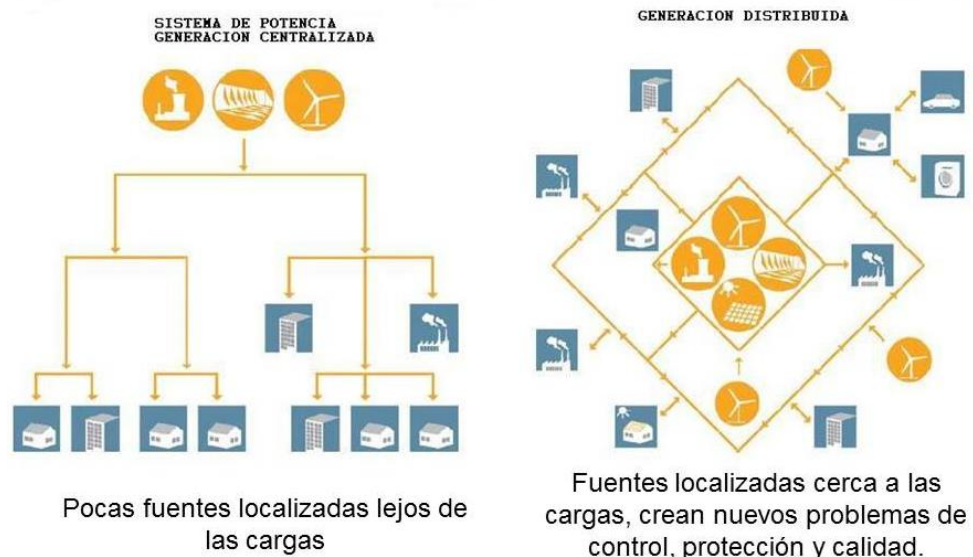 SISTEMA DE POTENCIA
GENERACION CENTRALIZADA
Pocas fuentes localizadas lejos de
las cargas
GENERACION DISTRIBUIDA
Fuentes localizadas cerca a las
cargas, crean nuevos problemas de
control, protección y calidad.